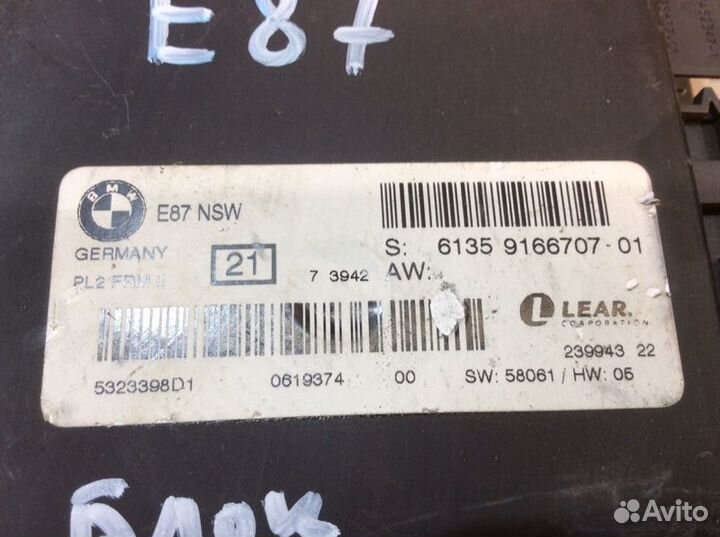 E87
BMW
E87 NSW
GERMANY
21
PL2 FRM II
7 3942
S: 6135 9166707-01
AW:
LEAR.
CORPORATION
239943 22
5323398D1 0619374 00 SW: 58061 / HW: 05
Блок
Avito